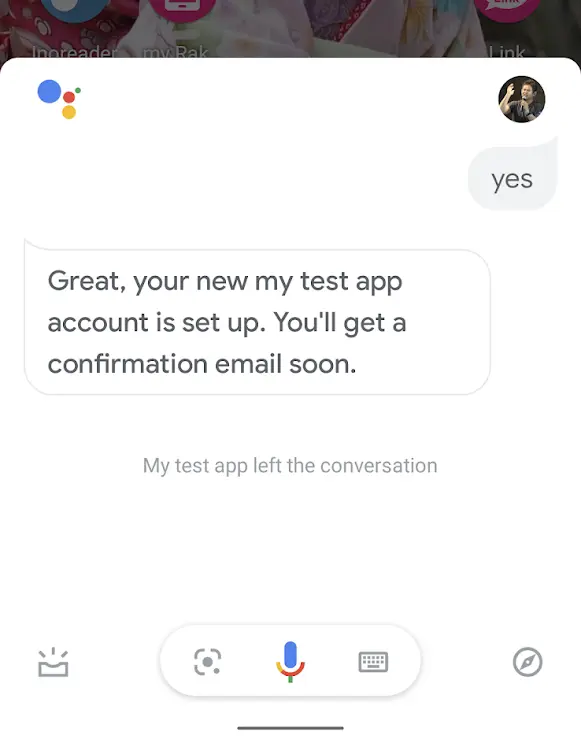 Inoreader my Rak Link
yes
Great, your new my test app
account is set up. You'll get a
confirmation email soon.
My test app left the conversation